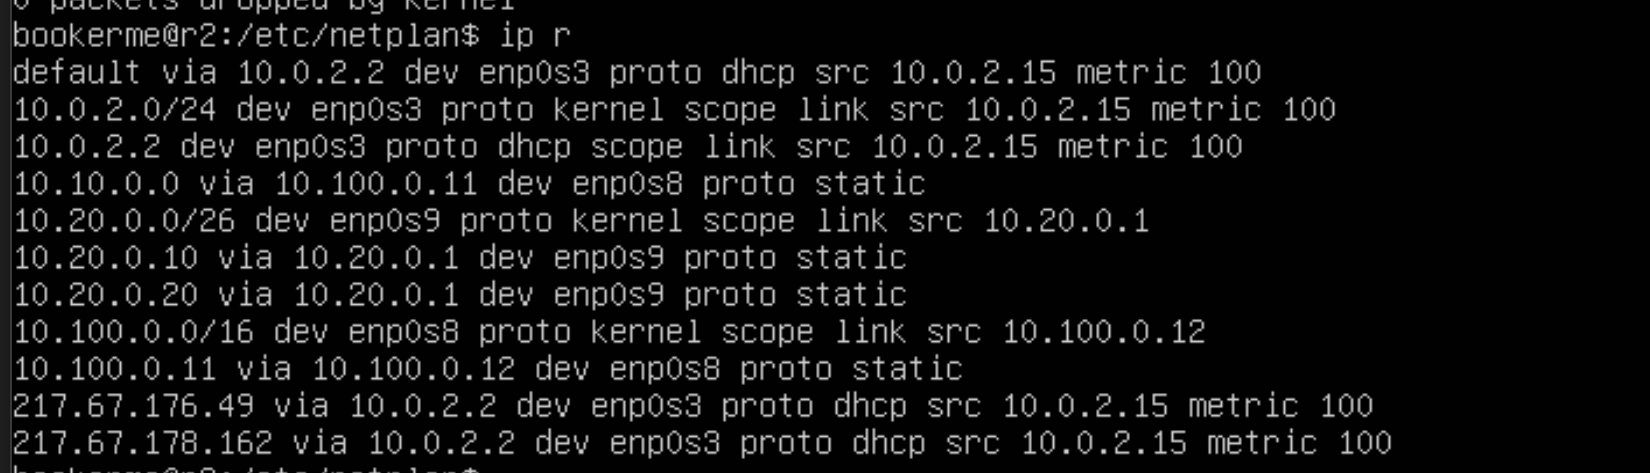 0 packets dropped by kernel
bookerme@r2:/etc/netplan$ ip r
default via 10.0.2.2 dev enp0s3 proto dhcp src 10.0.2.15 metric 100
10.0.2.0/24 dev enp0s3 proto kernel scope link src 10.0.2.15 metric 100
10.0.2.2 dev enp0s3 proto dhcp scope link src 10.0.2.15 metric 100
10.10.0.0 via 10.100.0.11 dev enp0s8 proto static
10.20.0.0/26 dev enp0s9 proto kernel scope link src 10.20.0.1
10.20.0.10 via 10.20.0.1 dev enp0s9 proto static
10.20.0.20 via 10.20.0.1 dev enp0s9 proto static
10.100.0.0/16 dev enp0s8 proto kernel scope link src 10.100.0.12
10.100.0.11 via 10.100.0.12 dev enp0s8 proto static
217.67.176.49 via 10.0.2.2 dev enp0s3 proto dhcp src 10.0.2.15 metric 100
217.67.178.162 via 10.0.2.2 dev enp0s3 proto dhcp src 10.0.2.15 metric 100
bookerme@r2:/etc/netplan$